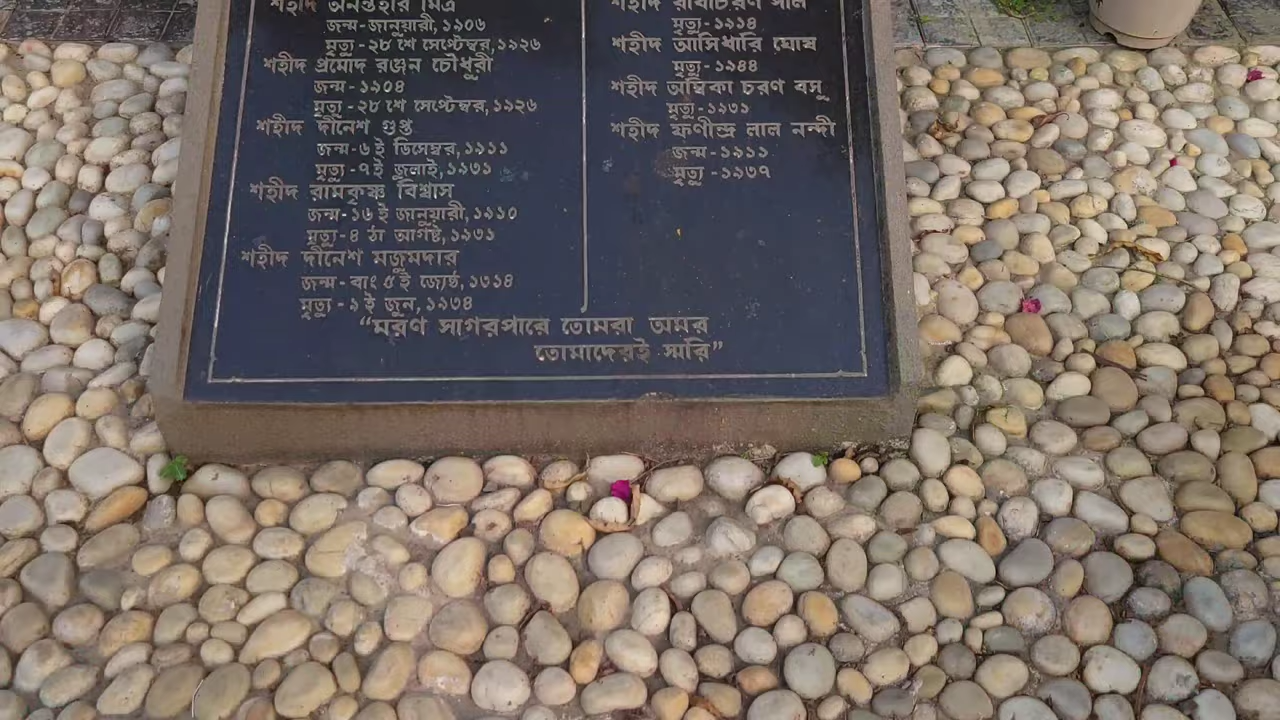 শহীদ অনন্তহরি মিত্র
জন্ম-জানুয়ারী, ১৯০৬
মৃত্যু-২৮ শে সেপ্টেম্বর, ১৯২৬
শহীদ প্রমোদ রঞ্জন চৌধুরী
জন্ম-১৯০৪
মৃত্যু-২৮ শে সেপ্টেম্বর, ১৯২৬
শহীদ দীনেশ গুপ্ত
জন্ম-৬ ই ডিসেম্বর, ১৯১১
মৃত্যু-৭ ই জুলাই, ১৯৩১
শহীদ রামকৃষ্ণ বিশ্বাস
জন্ম-১৬ ই জানুয়ারী, ১৯১০
মৃত্যু-৪ ঠা আগষ্ট, ১৯৩১
শহীদ দীনেশ মজুমদার
জন্ম-বাং ৫ ই জ্যেষ্ঠ, ১৩১৪
মৃত্যু-৯ ই জুন, ১৯৩৪
শহীদ রাধাচরণ পাল
মৃত্যু-১৯১৪
শহীদ আসিধারি ঘোষ
মৃত্যু-১৯৪৪
শহীদ অম্বিকা চরণ বসু
মৃত্যু-১৯৩১
শহীদ ফণীন্দ্র লাল নন্দী
জন্ম-১৯১১
মৃত্যু-১৯৩৭
“মরণ সাগরপারে তোমরা অমর
তোমাদেরই স্মরি”